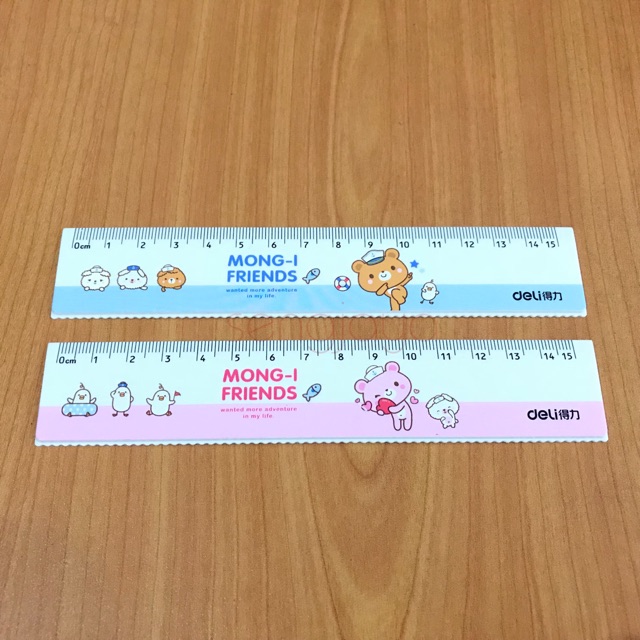 0cm 1 2 3 4 5 6 7 8 9 10 11 12 13 14 15
MONG-I
FRIENDS
wanted more adventure
in my life.
deli得力
0cm 1 2 3 4 5 6 7 8 9 10 11 12 13 14 15
MONG-I
FRIENDS
wanted more adventure
in my life.
deli得力